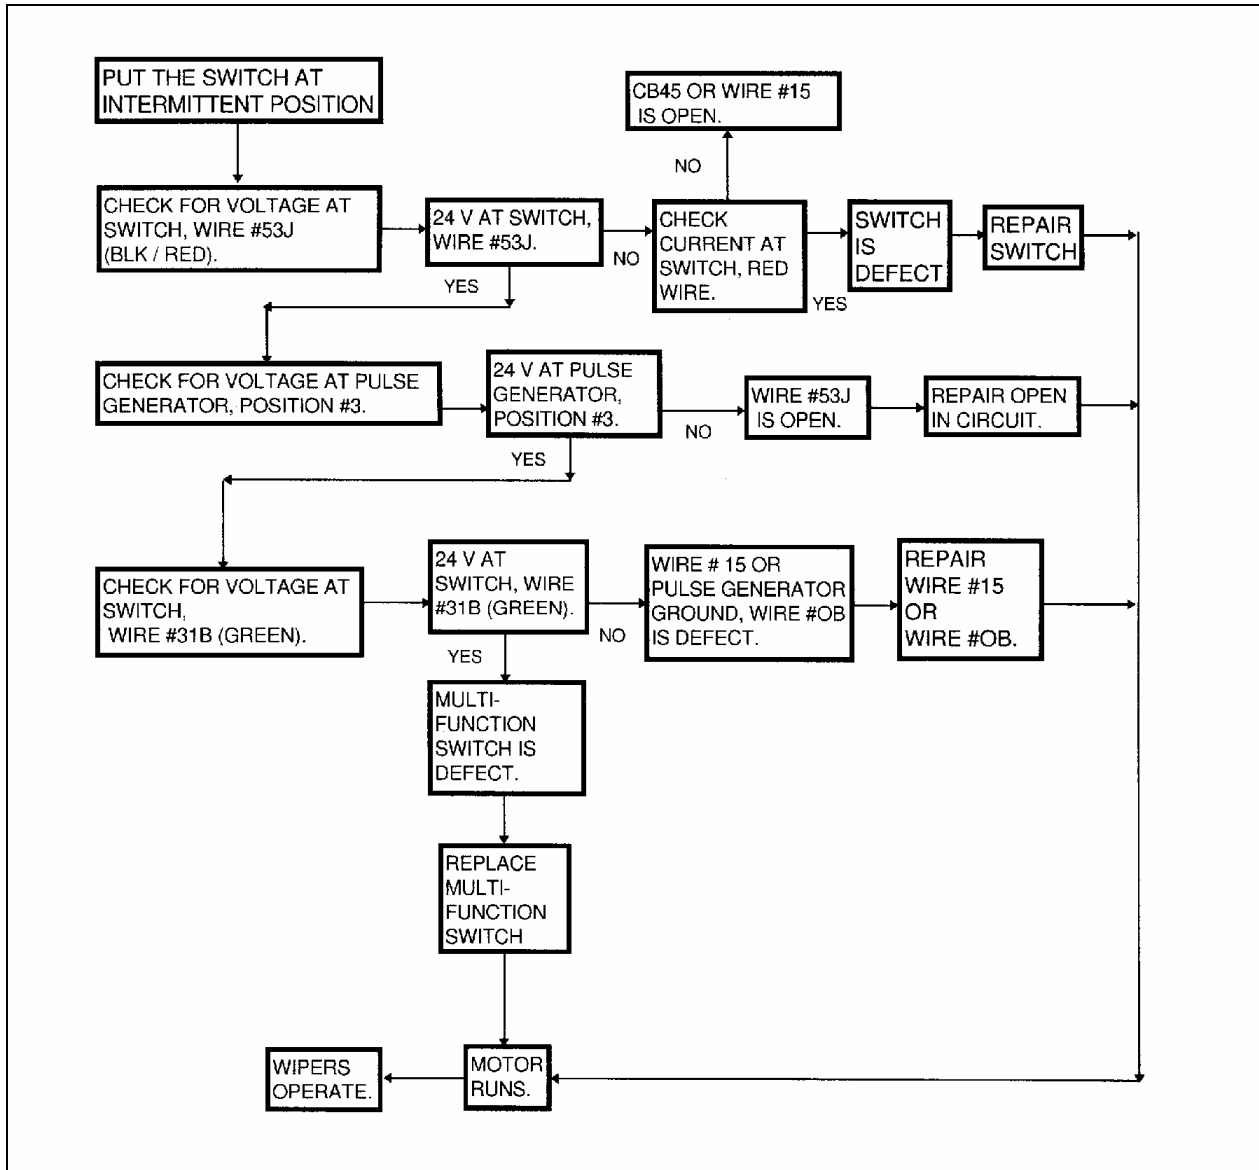 PUT THE SWITCH AT
INTERMITTENT POSITION
CB45 OR WIRE #15
IS OPEN.
NO
CHECK FOR VOLTAGE AT
SWITCH, WIRE #53J
(BLK / RED).
24 V AT SWITCH,
WIRE #53J.
NO
CHECK
CURRENT AT
SWITCH, RED
WIRE.
YES
SWITCH
IS
DEFECT
REPAIR
SWITCH
YES
CHECK FOR VOLTAGE AT PULSE
GENERATOR, POSITION #3.
24 V AT PULSE
GENERATOR,
POSITION #3.
NO
WIRE #53J
IS OPEN.
REPAIR OPEN
IN CIRCUIT.
YES
CHECK FOR VOLTAGE AT
SWITCH,
WIRE #31B (GREEN).
24 V AT
SWITCH, WIRE
#31B (GREEN).
NO
WIRE # 15 OR
PULSE GENERATOR
GROUND, WIRE #OB
IS DEFECT.
REPAIR
WIRE #15
OR
WIRE #OB.
YES
MULTI-
FUNCTION
SWITCH IS
DEFECT.
REPLACE
MULTI-
FUNCTION
SWITCH
WIPERS
OPERATE.
MOTOR
RUNS.